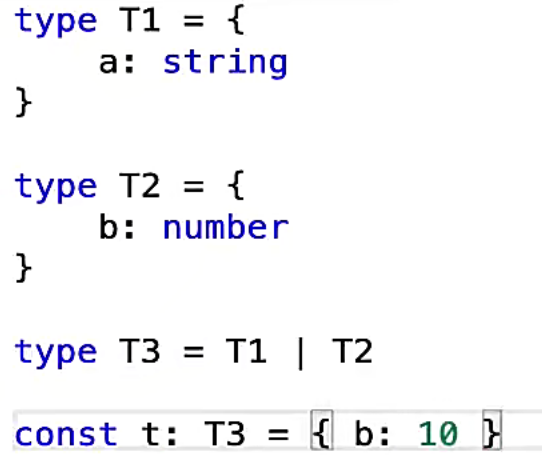 type T1 = {
    a: string
}
type T2 = {
    b: number
}
type T3 = T1 | T2
const t: T3 = { b: 10 }